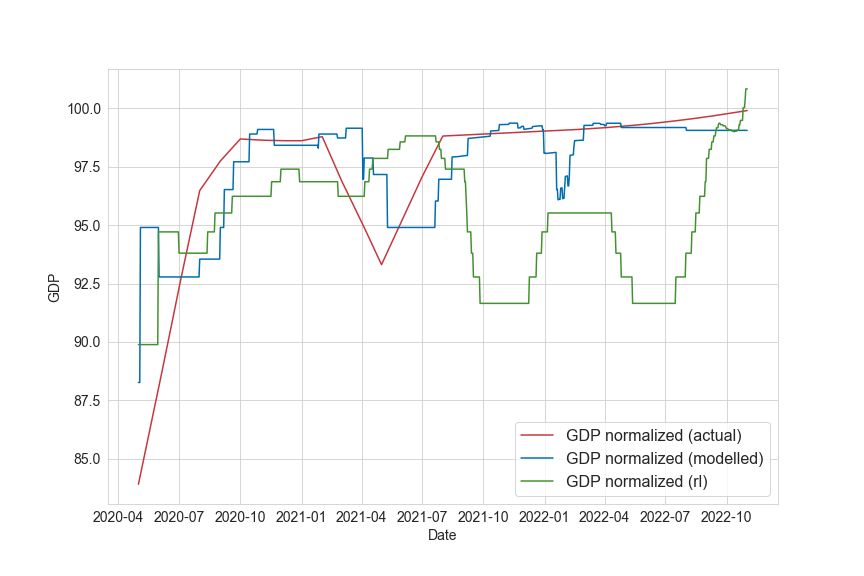 GDP
100.0
97.5
95.0
92.5
90.0
87.5
85.0
GDP normalized (actual)
GDP normalized (modelled)
GDP normalized (rl)
2020-04 2020-07 2020-10 2021-01 2021-04 2021-07 2021-10 2022-01 2022-04 2022-07 2022-10
Date